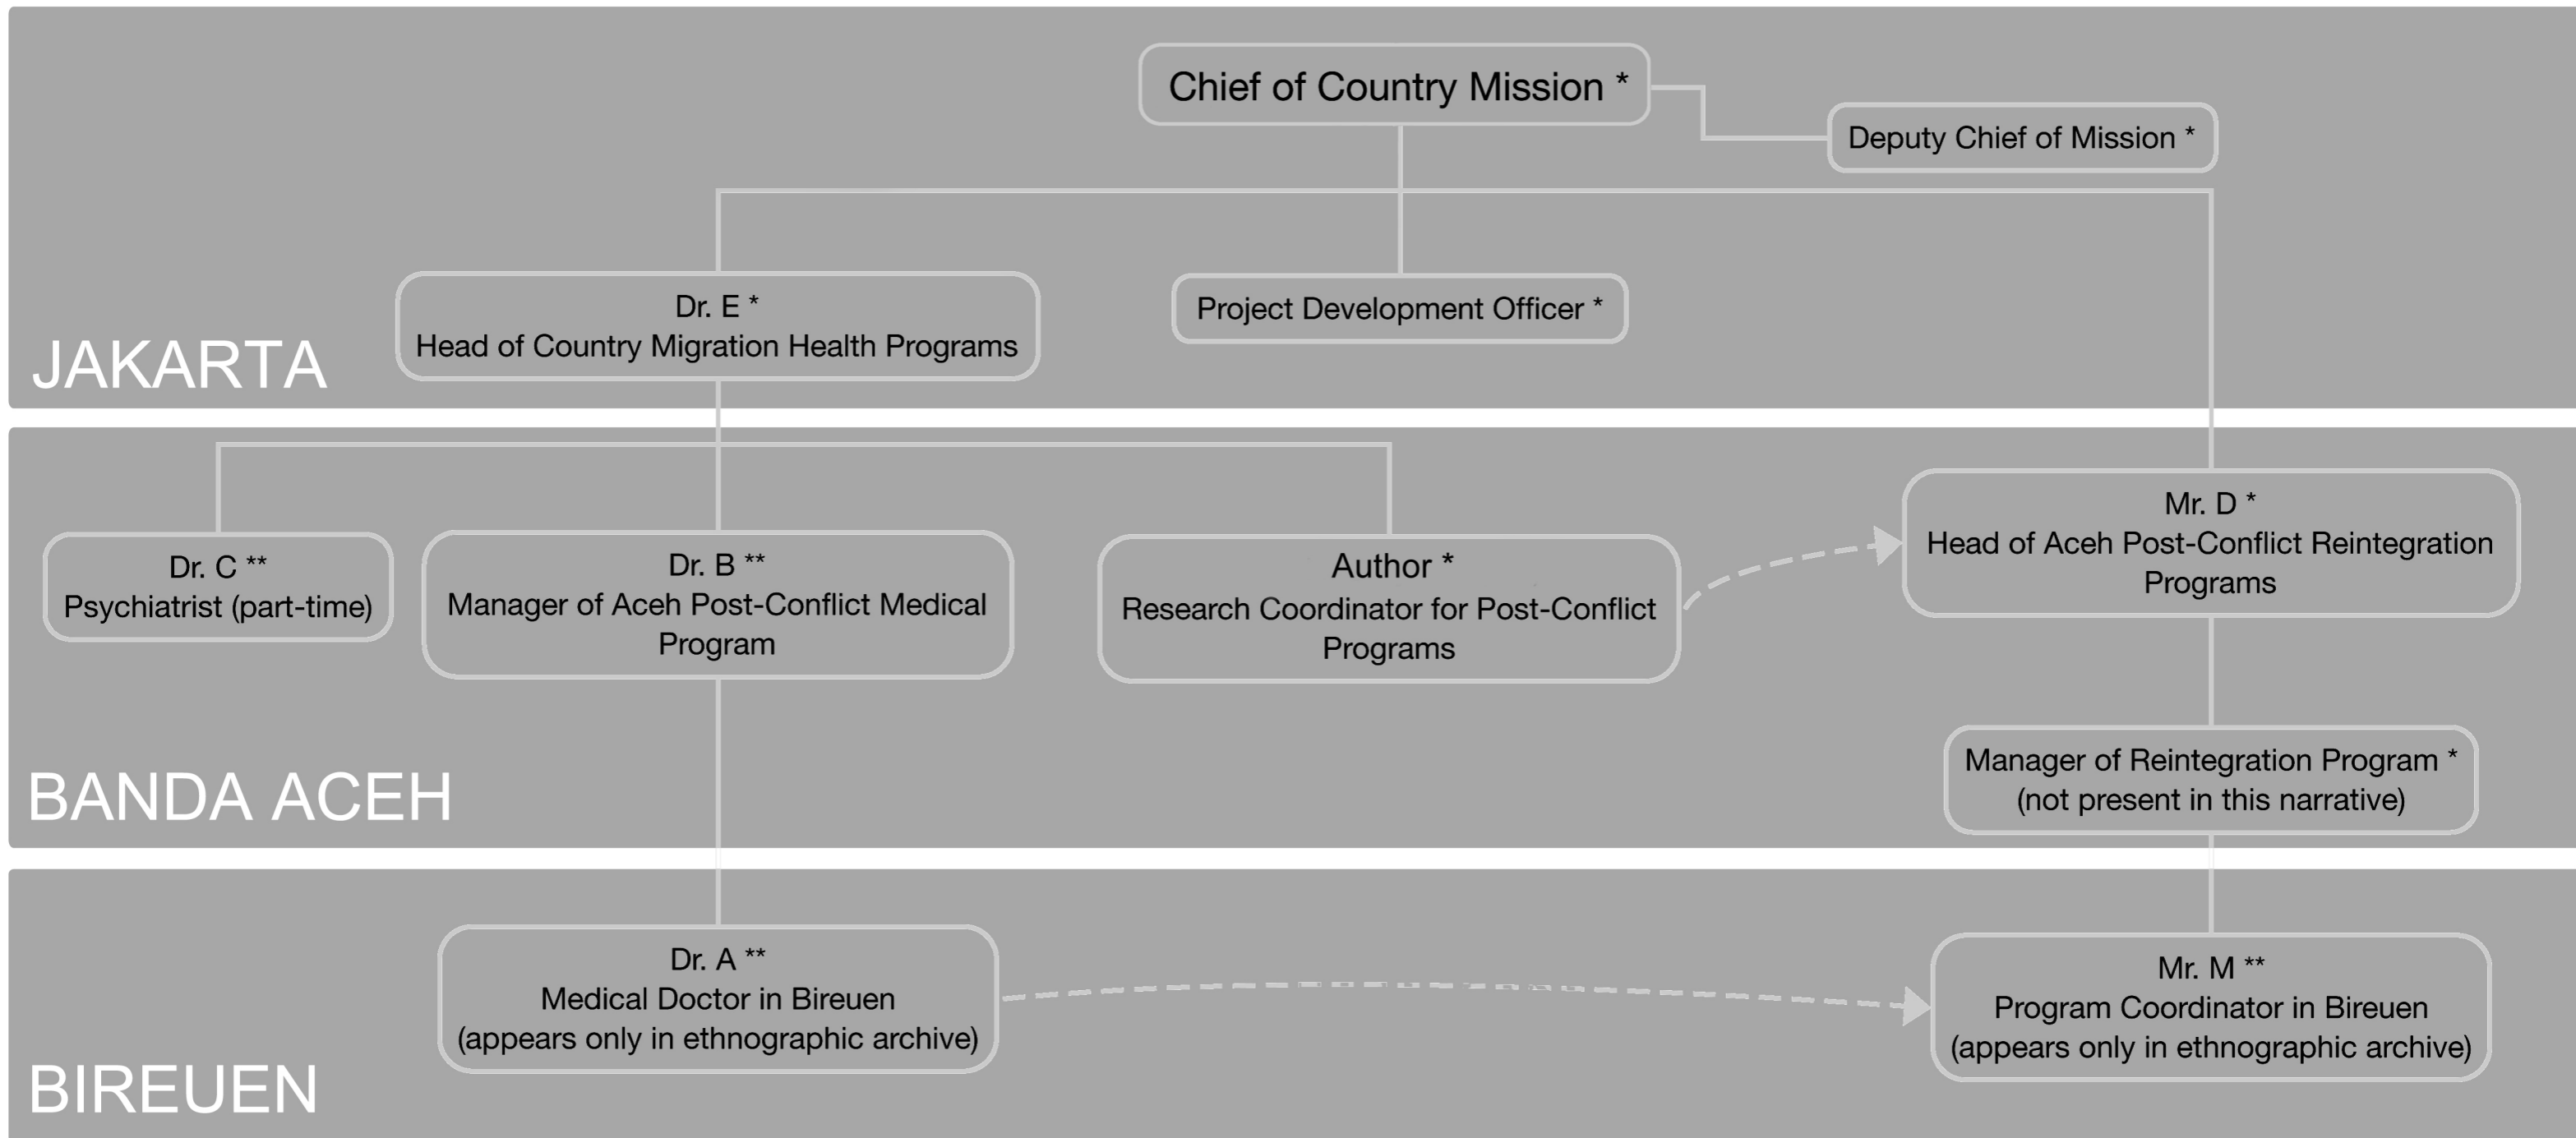 Chief of Country Mission *
Deputy Chief of Mission *
Dr. E *
Head of Country Migration Health Programs
Project Development Officer *
JAKARTA
Dr. C **
Psychiatrist (part-time)
Dr. B **
Manager of Aceh Post-Conflict Medical
Program
Author *
Research Coordinator for Post-Conflict
Programs
Mr. D *
Head of Aceh Post-Conflict Reintegration
Programs
Manager of Reintegration Program *
(not present in this narrative)
BANDA ACEH
Dr. A **
Medical Doctor in Bireuen
(appears only in ethnographic archive)
Mr. M **
Program Coordinator in Bireuen
(appears only in ethnographic archive)
BIREUEN